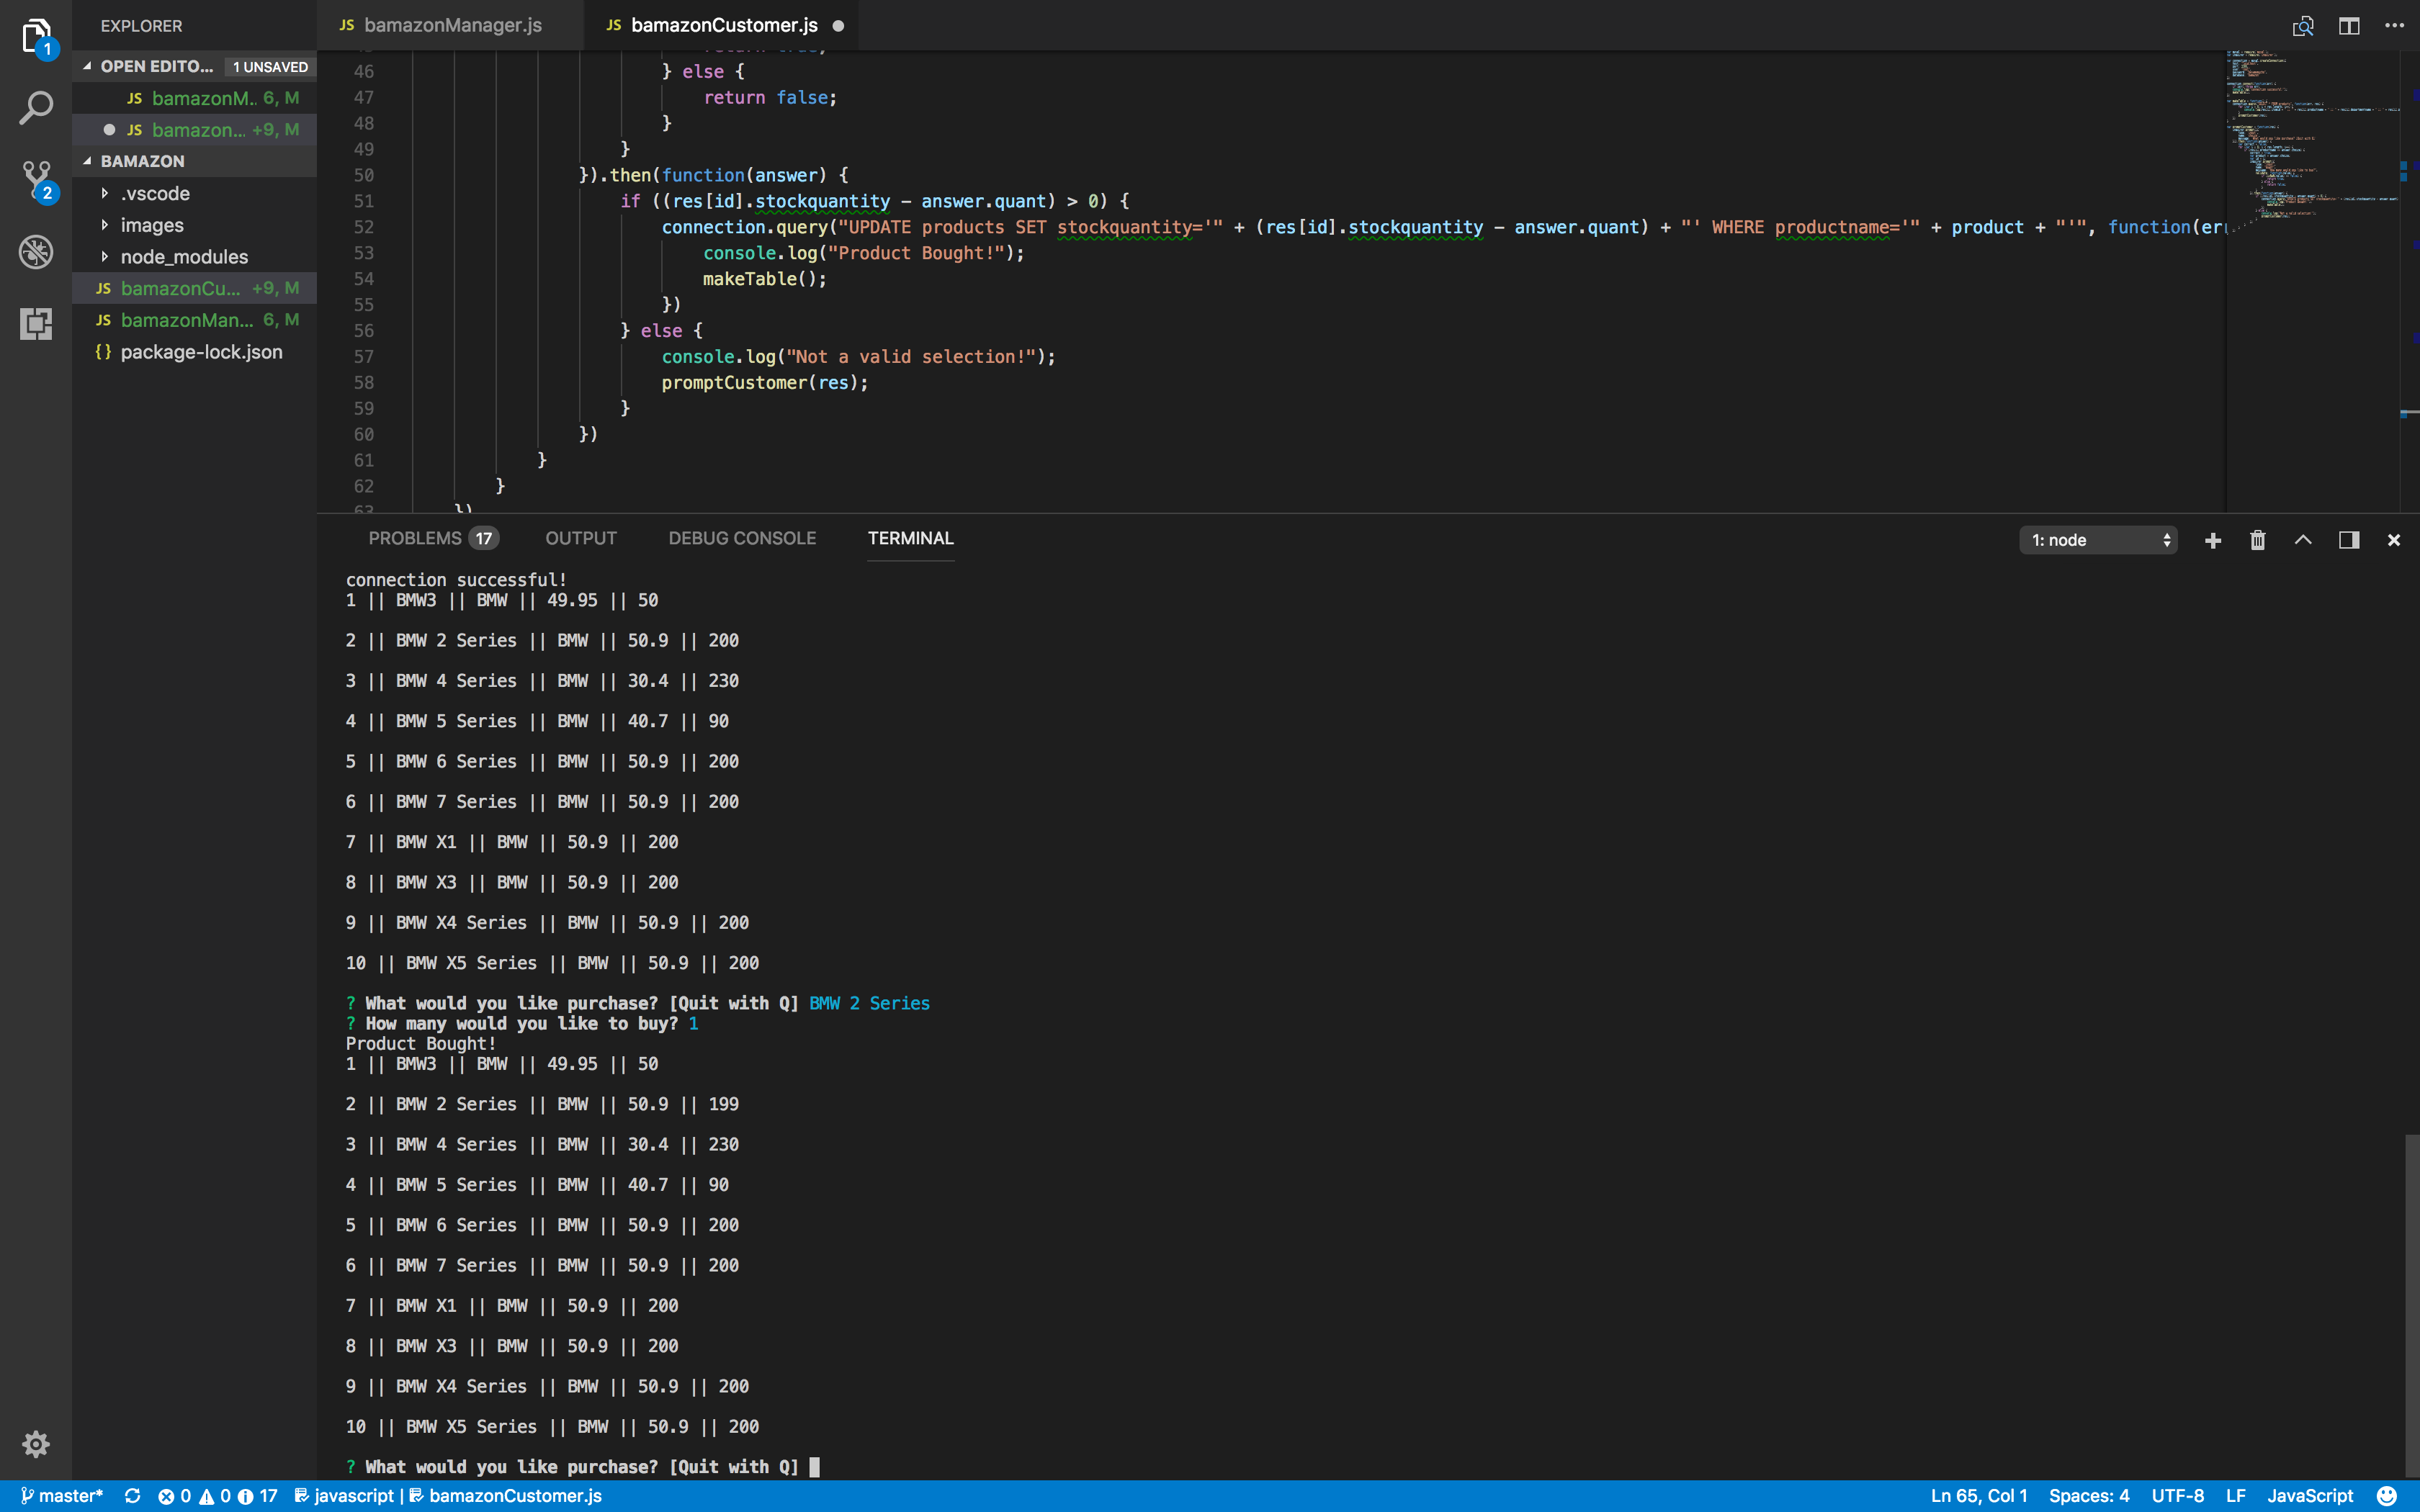 EXPLORER
OPEN EDITO... 1 UNSAVED
JS bamazonM.. 6, M
JS bamazon... +9, M
BAMAZON
.vscode
images
node_modules
JS bamazonCu... +9, M
JS bamazonMan... 6, M
{} package-lock.json
1
2
JS bamazonManager.js
JS bamazonCustomer.js
46 } else {
47 return false;
48 }
49 }
50 }).then(function(answer) {
51 if ((res[id].stockquantity - answer.quant) > 0) {
52 connection.query("UPDATE products SET stockquantity='" + (res[id].stockquantity - answer.quant) + "' WHERE productname='" + product + "'", function(err
53 console.log("Product Bought!");
54 makeTable();
55 })
56 } else {
57 console.log("Not a valid selection!");
58 promptCustomer(res);
59 }
60 })
61 }
62 }
63 })
PROBLEMS 17 OUTPUT DEBUG CONSOLE TERMINAL 1: node
connection successful!
1 || BMW3 || BMW || 49.95 || 50
2 || BMW 2 Series || BMW || 50.9 || 200
3 || BMW 4 Series || BMW || 30.4 || 230
4 || BMW 5 Series || BMW || 40.7 || 90
5 || BMW 6 Series || BMW || 50.9 || 200
6 || BMW 7 Series || BMW || 50.9 || 200
7 || BMW X1 || BMW || 50.9 || 200
8 || BMW X3 || BMW || 50.9 || 200
9 || BMW X4 Series || BMW || 50.9 || 200
10 || BMW X5 Series || BMW || 50.9 || 200
? What would you like purchase? [Quit with Q] BMW 2 Series
? How many would you like to buy? 1
Product Bought!
1 || BMW3 || BMW || 49.95 || 50
2 || BMW 2 Series || BMW || 50.9 || 199
3 || BMW 4 Series || BMW || 30.4 || 230
4 || BMW 5 Series || BMW || 40.7 || 90
5 || BMW 6 Series || BMW || 50.9 || 200
6 || BMW 7 Series || BMW || 50.9 || 200
7 || BMW X1 || BMW || 50.9 || 200
8 || BMW X3 || BMW || 50.9 || 200
9 || BMW X4 Series || BMW || 50.9 || 200
10 || BMW X5 Series || BMW || 50.9 || 200
? What would you like purchase? [Quit with Q]
master* 0 0 17 javascript | bamazonCustomer.js Ln 65, Col 1 Spaces: 4 UTF-8 LF JavaScript